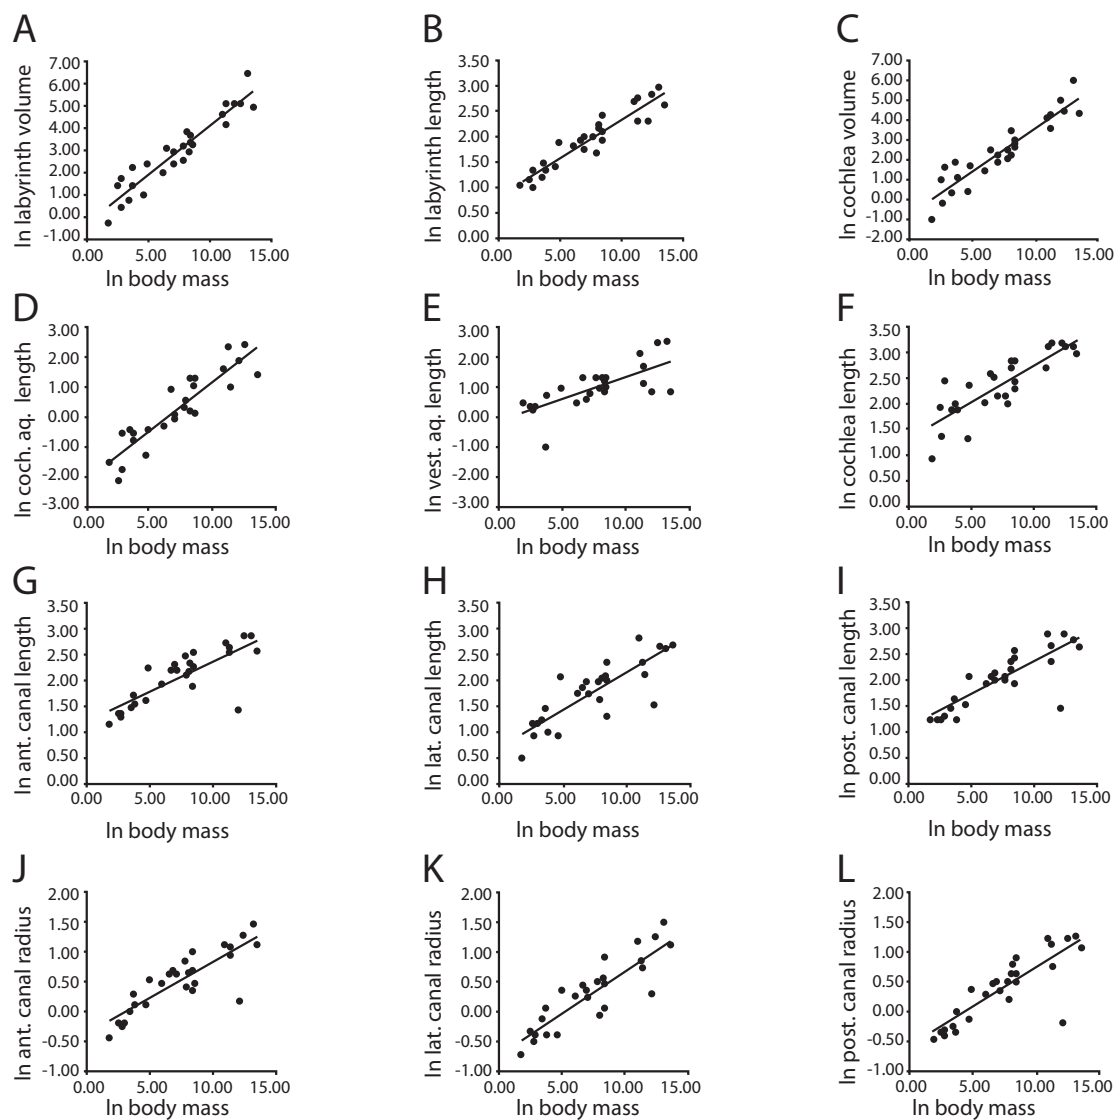 A
B
C
ln labyrinth volume
7.00
6.00
5.00
4.00
3.00
2.00
1.00
0.00
-1.00
0.00 5.00 10.00 15.00
ln body mass
ln labyrinth length
3.50
3.00
2.50
2.00
1.50
1.00
0.50
0.00
0.00 5.00 10.00 15.00
ln body mass
ln cochlea volume
7.00
6.00
5.00
4.00
3.00
2.00
1.00
0.00
-1.00
-2.00
0.00 5.00 10.00 15.00
ln body mass
D
E
F
ln coch. aq. length
3.00
2.00
1.00
0.00
-1.00
-2.00
-3.00
0.00 5.00 10.00 15.00
ln body mass
ln vest. aq. length
3.00
2.00
1.00
0.00
-1.00
-2.00
-3.00
0.00 5.00 10.00 15.00
ln body mass
ln cochlea length
3.50
3.00
2.50
2.00
1.50
1.00
0.50
0.00
0.00 5.00 10.00 15.00
ln body mass
G
H
I
ln ant. canal length
3.50
3.00
2.50
2.00
1.50
1.00
0.50
0.00
0.00 5.00 10.00 15.00
ln body mass
ln lat. canal length
3.50
3.00
2.50
2.00
1.50
1.00
0.50
0.00
0.00 5.00 10.00 15.00
ln body mass
ln post. canal length
3.50
3.00
2.50
2.00
1.50
1.00
0.50
0.00
0.00 5.00 10.00 15.00
ln body mass
J
K
L
ln ant. canal radius
2.00
1.50
1.00
0.50
0.00
-0.50
-1.00
0.00 5.00 10.00 15.00
ln body mass
ln lat. canal radius
2.00
1.50
1.00
0.50
0.00
-0.50
-1.00
0.00 5.00 10.00 15.00
ln body mass
ln post. canal radius
2.00
1.50
1.00
0.50
0.00
-0.50
-1.00
0.00 5.00 10.00 15.00
ln body mass